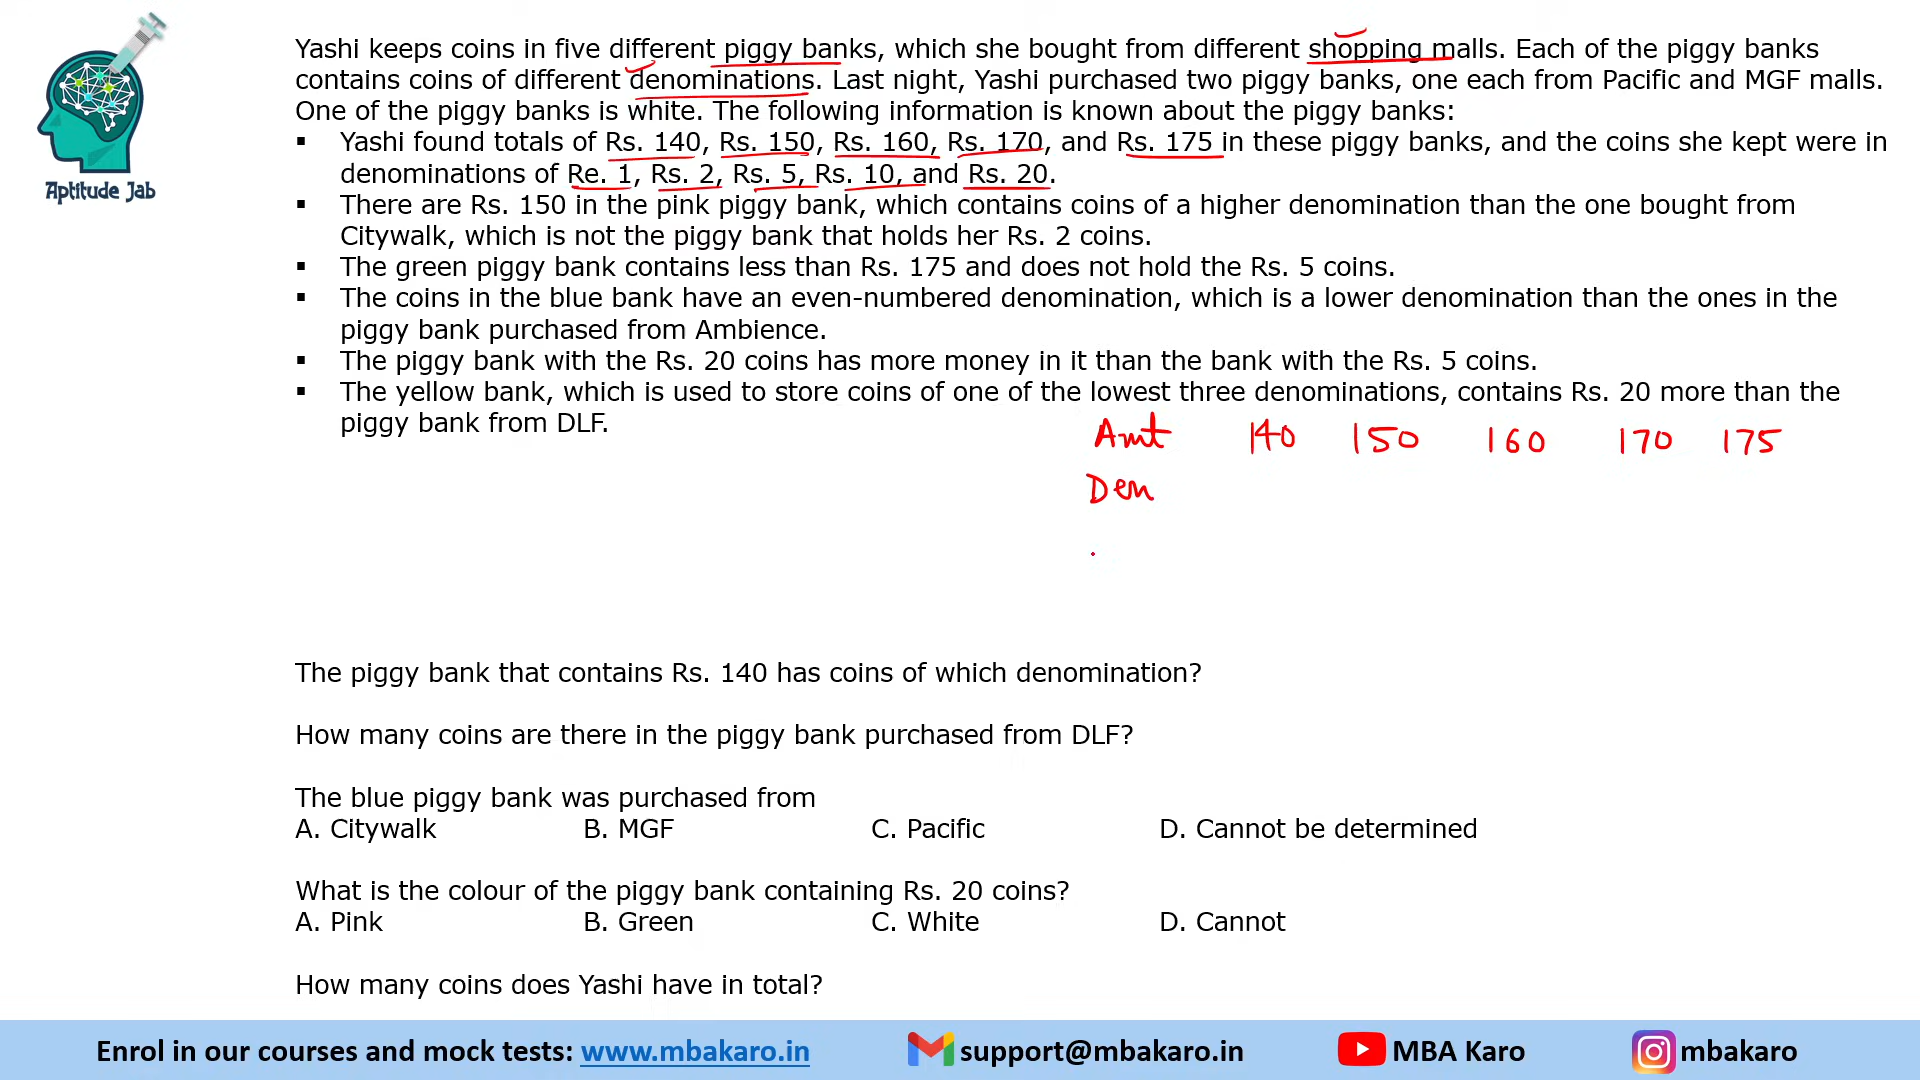 Yashi keeps coins in five different piggy banks, which she bought from different shopping malls. Each of the piggy banks
contains coins of different denominations. Last night, Yashi purchased two piggy banks, one each from Pacific and MGF malls.
One of the piggy banks is white. The following information is known about the piggy banks:
▪ Yashi found totals of Rs. 140, Rs. 150, Rs. 160, Rs. 170, and Rs. 175 in these piggy banks, and the coins she kept were in
denominations of Re. 1, Rs. 2, Rs. 5, Rs. 10, and Rs. 20.
▪ There are Rs. 150 in the pink piggy bank, which contains coins of a higher denomination than the one bought from
Citywalk, which is not the piggy bank that holds her Rs. 2 coins.
▪ The green piggy bank contains less than Rs. 175 and does not hold the Rs. 5 coins.
▪ The coins in the blue bank have an even-numbered denomination, which is a lower denomination than the ones in the
piggy bank purchased from Ambience.
▪ The piggy bank with the Rs. 20 coins has more money in it than the bank with the Rs. 5 coins.
▪ The yellow bank, which is used to store coins of one of the lowest three denominations, contains Rs. 20 more than the
piggy bank from DLF.
Aptitude Jab
Amt 140 150 160 170 175
Den
The piggy bank that contains Rs. 140 has coins of which denomination?
How many coins are there in the piggy bank purchased from DLF?
The blue piggy bank was purchased from
A. Citywalk B. MGF C. Pacific D. Cannot be determined
What is the colour of the piggy bank containing Rs. 20 coins?
A. Pink B. Green C. White D. Cannot
How many coins does Yashi have in total?
Enrol in our courses and mock tests: www.mbakaro.in support@mbakaro.in MBA Karo mbakaro